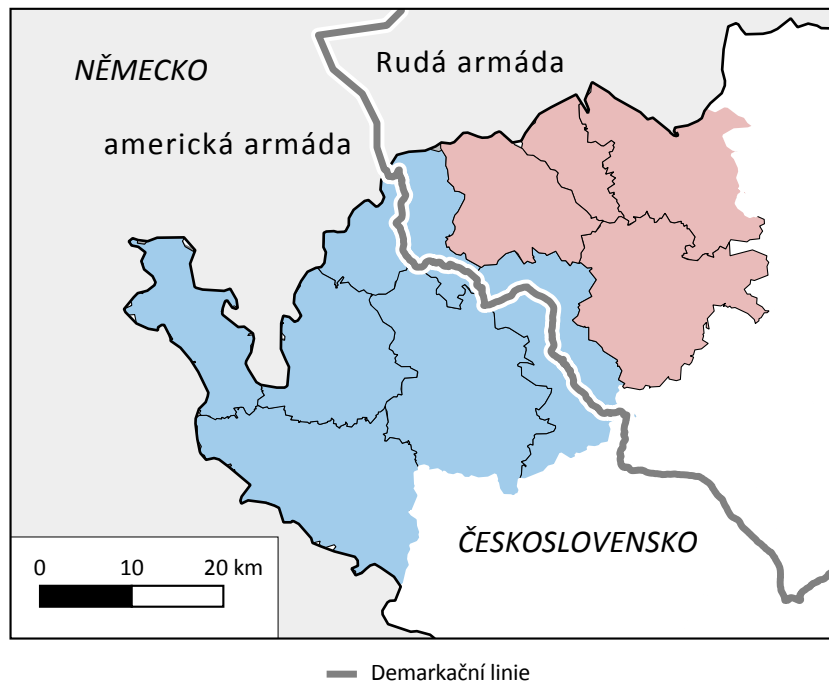 NĚMECKO
Rudá armáda
americká armáda
ČESKOSLOVENSKO
0 10 20 km
Demarkační linie